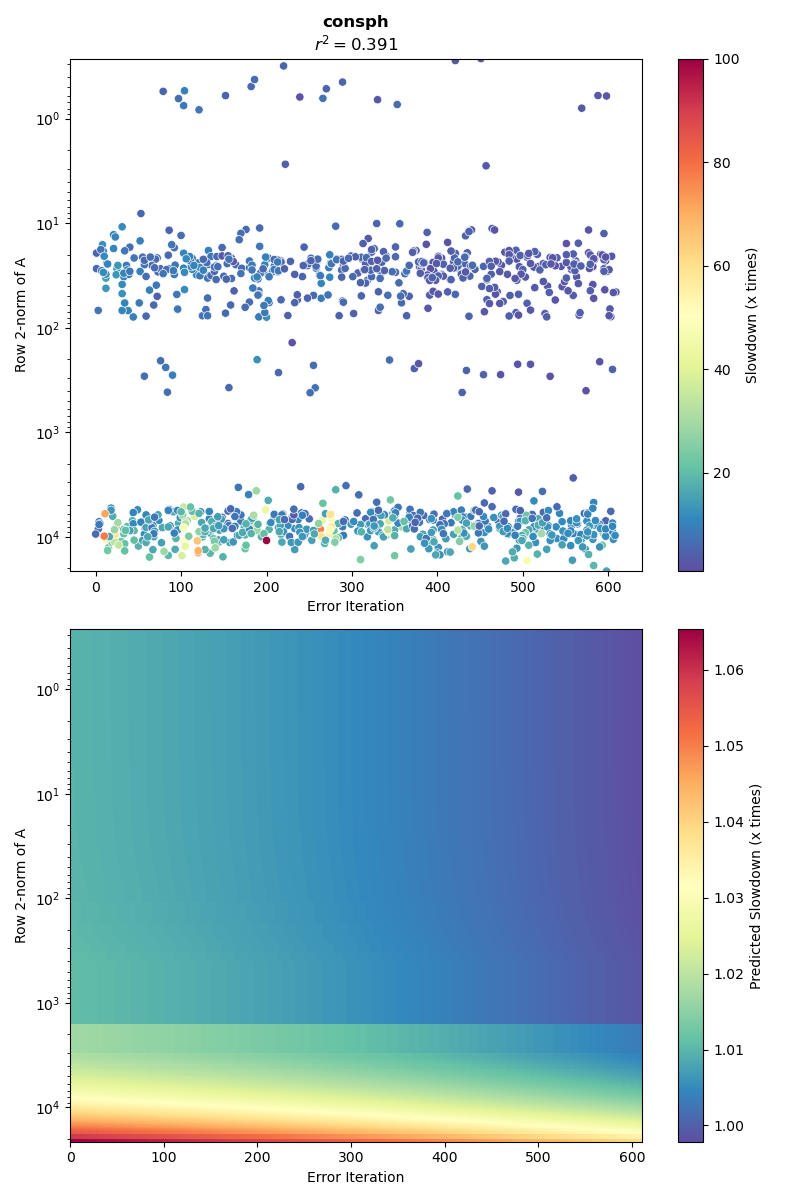 consph
r² = 0.391
10⁰
10¹
10²
10³
10⁴
Row 2-norm of A
0 100 200 300 400 500 600
Error Iteration
100
80
60
40
20
Slowdown (x times)
10⁰
10¹
10²
10³
10⁴
Row 2-norm of A
0 100 200 300 400 500 600
Error Iteration
1.06
1.05
1.04
1.03
1.02
1.01
1.00
Predicted Slowdown (x times)